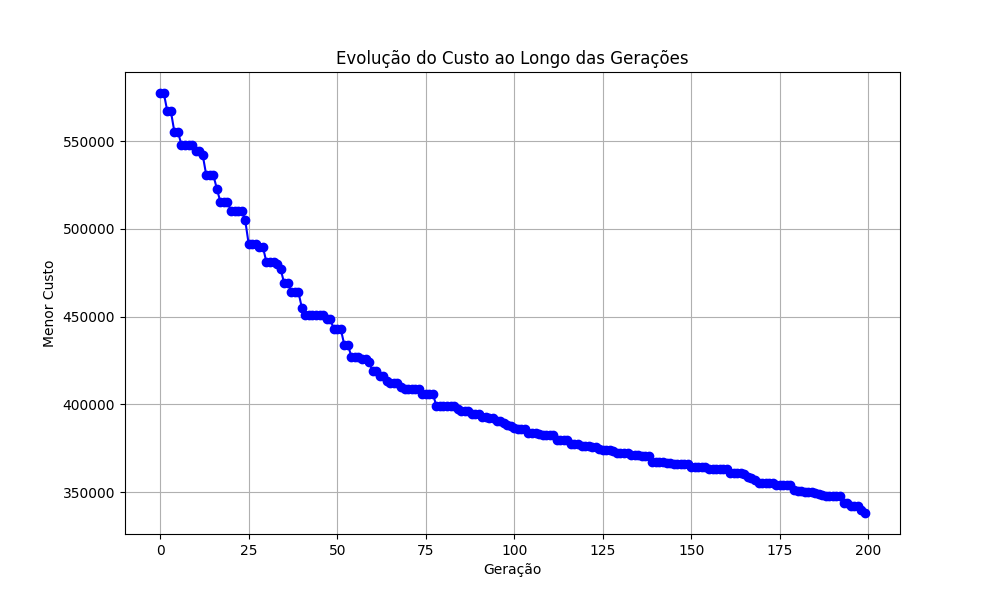 Evolução do Custo ao Longo das Gerações
Menor Custo
550000
500000
450000
400000
350000
0 25 50 75 100 125 150 175 200
Geração